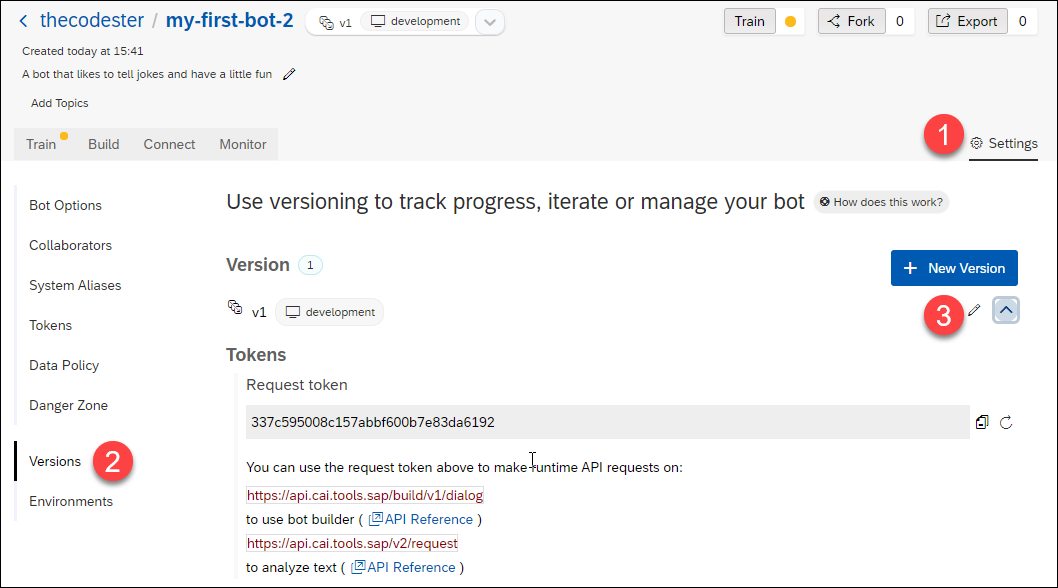 thecodester / my-first-bot-2 v1 development Train Fork 0 Export 0
Created today at 15:41
A bot that likes to tell jokes and have a little fun
Add Topics
Train Build Connect Monitor 1 Settings
Bot Options
Collaborators
System Aliases
Tokens
Data Policy
Danger Zone
Versions 2
Environments
Use versioning to track progress, iterate or manage your bot How does this work?
Version 1 + New Version
v1 development 3
Tokens
Request token
337c595008c157abbf600b7e83da6192
You can use the request token above to make runtime API requests on:
https://api.cai.tools.sap/build/v1/dialog
to use bot builder ( API Reference )
https://api.cai.tools.sap/v2/request
to analyze text ( API Reference )